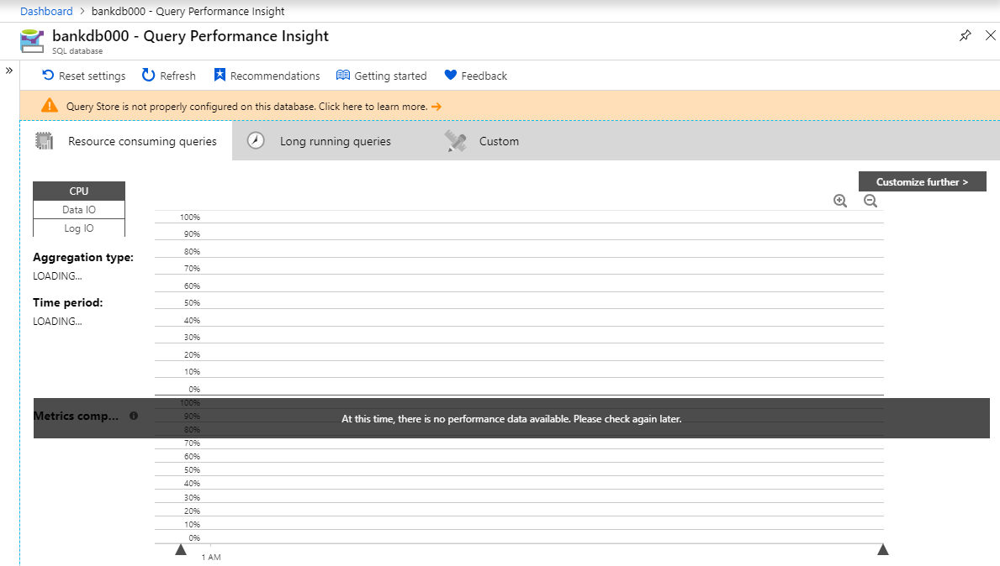 Dashboard > bankdb000 - Query Performance Insight
bankdb000 - Query Performance Insight
SQL database
» Reset settings Refresh Recommendations Getting started Feedback
Query Store is not properly configured on this database. Click here to learn more. →
Resource consuming queries Long running queries Custom
Customize further >
CPU
Data IO
Log IO
Aggregation type:
LOADING...
Time period:
LOADING...
100%
90%
80%
70%
60%
50%
40%
30%
20%
10%
0%
100%
Metrics comp... 90%
At this time, there is no performance data available. Please check again later.
80%
70%
60%
50%
40%
30%
20%
10%
0%
1 AM